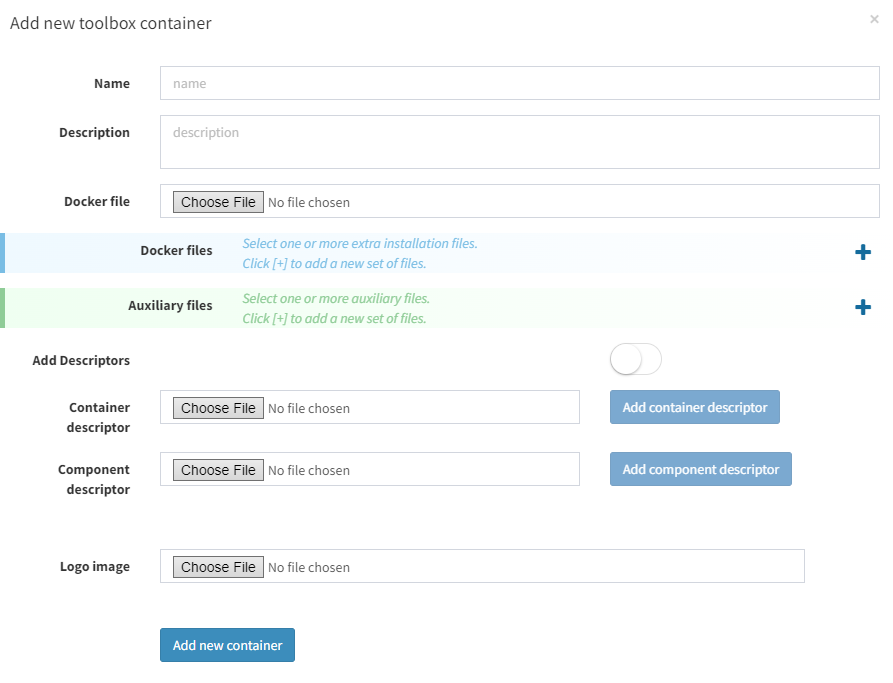 Add new toolbox container
×
Name
name
Description
description
Docker file
Choose File No file chosen
Docker files
Select one or more extra installation files.
Click [+] to add a new set of files.
Auxiliary files
Select one or more auxiliary files.
Click [+] to add a new set of files.
Add Descriptors
Container
descriptor
Choose File No file chosen
Add container descriptor
Component
descriptor
Choose File No file chosen
Add component descriptor
Logo image
Choose File No file chosen
Add new container